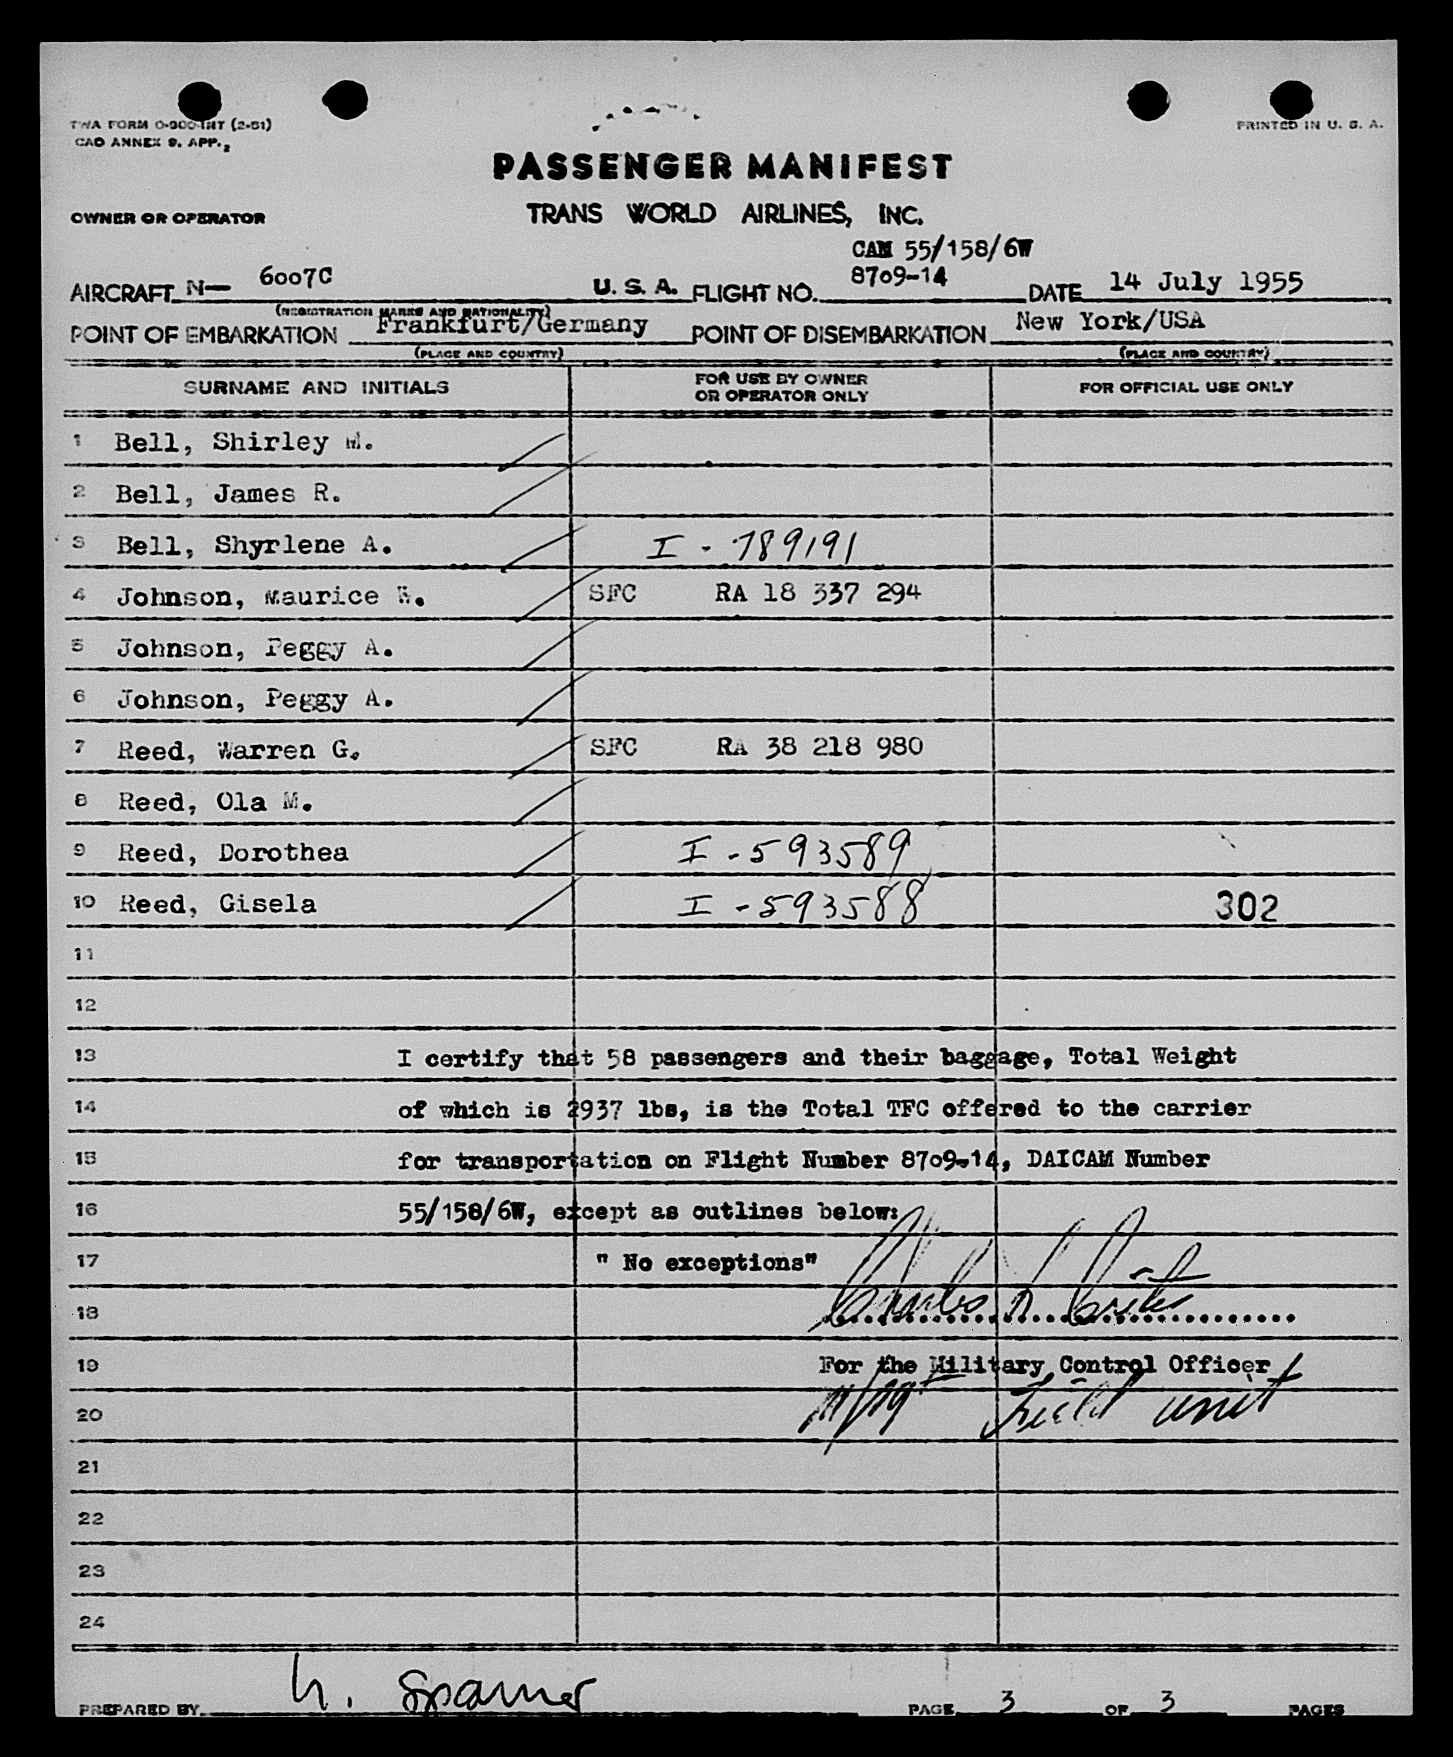 TWA FORM O-900-INT (2-51)
CAO ANNEX 9. APP. 2
PRINTED IN U. S. A.
PASSENGER MANIFEST
OWNER OR OPERATOR TRANS WORLD AIRLINES, INC.
CAM 55/158/6W
AIRCRAFT N— 6007C U. S. A. FLIGHT NO. 8709-14 DATE 14 July 1955
(REGISTRATION MARKS AND NATIONALITY)
POINT OF EMBARKATION Frankfurt/Germany POINT OF DISEMBARKATION New York/USA
(PLACE AND COUNTRY) (PLACE AND COUNTRY)
SURNAME AND INITIALS FOR USE BY OWNER OR OPERATOR ONLY FOR OFFICIAL USE ONLY
1 Bell, Shirley M.
2 Bell, James R.
3 Bell, Shyrlene A. I - 789191
4 Johnson, Maurice W. SFC RA 18 337 294
5 Johnson, Peggy A.
6 Johnson, Peggy A.
7 Reed, Warren G. SFC RA 38 218 980
8 Reed, Ola M.
9 Reed, Dorothea I - 593589
10 Reed, Gisela I - 593588 302
11
12
13 I certify that 58 passengers and their baggage, Total Weight
14 of which is 2937 lbs, is the Total TFC offered to the carrier
15 for transportation on Flight Number 8709-14, DAICAM Number
16 55/158/6W, except as outlines below:
17 " No exceptions"
18 Charles
19 For the Military Control Officer
20 M/Sgt Field unit
21
22
23
24
PREPARED BY. h. Spamer PAGE 3 OF 3 PAGES